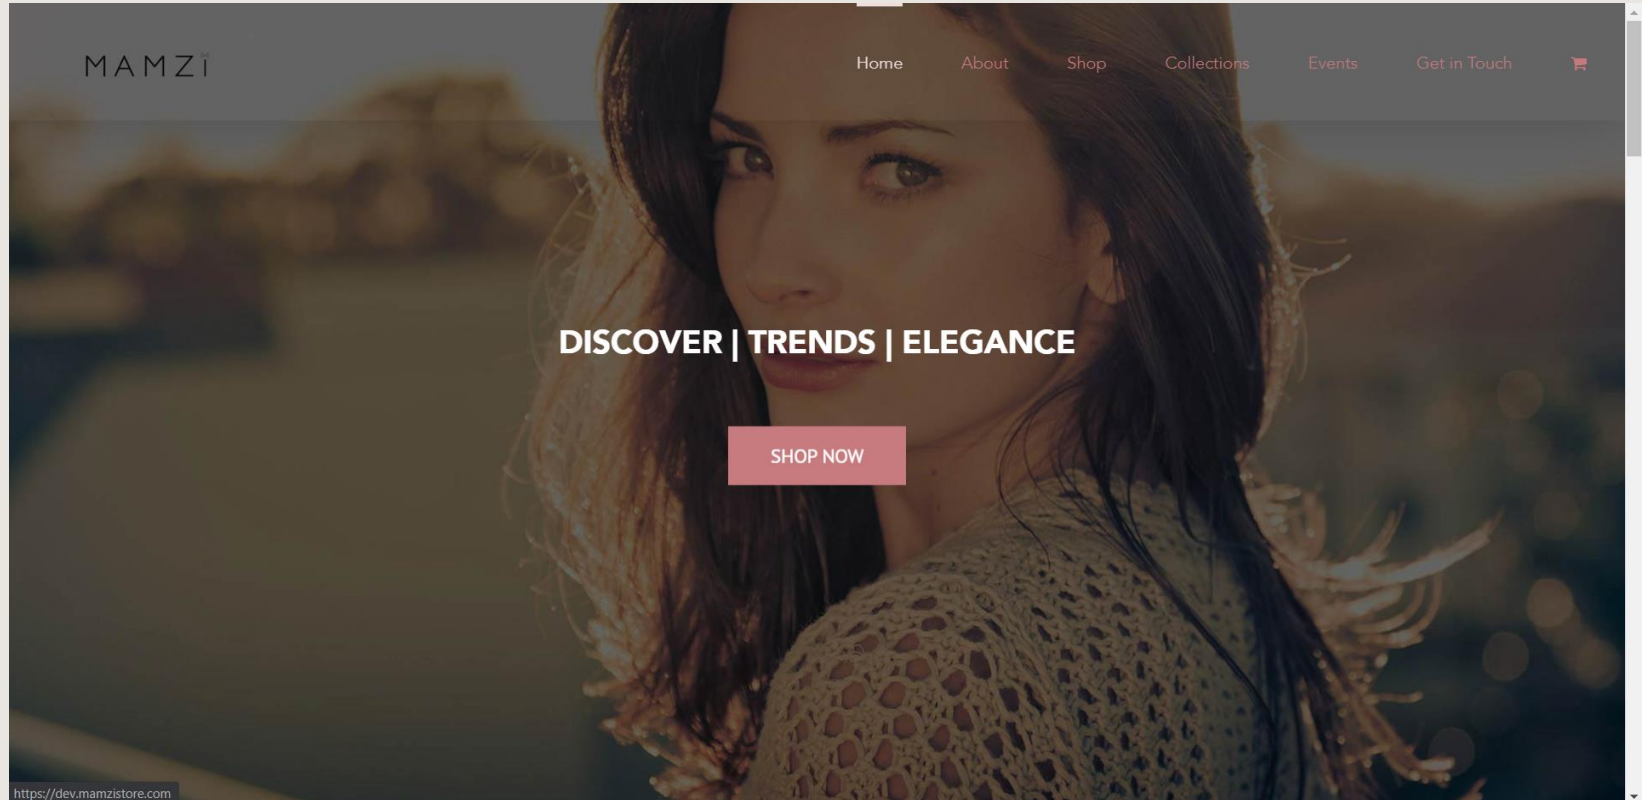 MAMZi
Home About Shop Collections Events Get in Touch
DISCOVER | TRENDS | ELEGANCE
SHOP NOW
https://dev.mamzistore.com